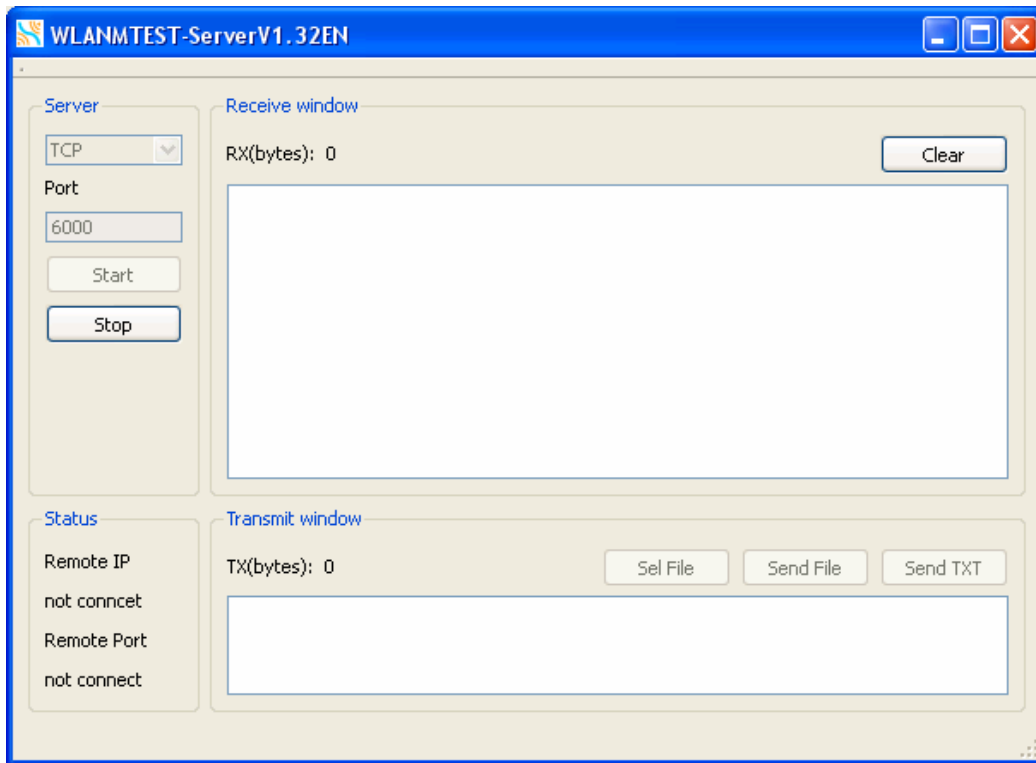 WLANMTEST-ServerV1.32EN
Server
TCP
Port
6000
Start
Stop
Receive window
RX(bytes): 0
Clear
Status
Remote IP
not conncet
Remote Port
not connect
Transmit window
TX(bytes): 0
Sel File
Send File
Send TXT